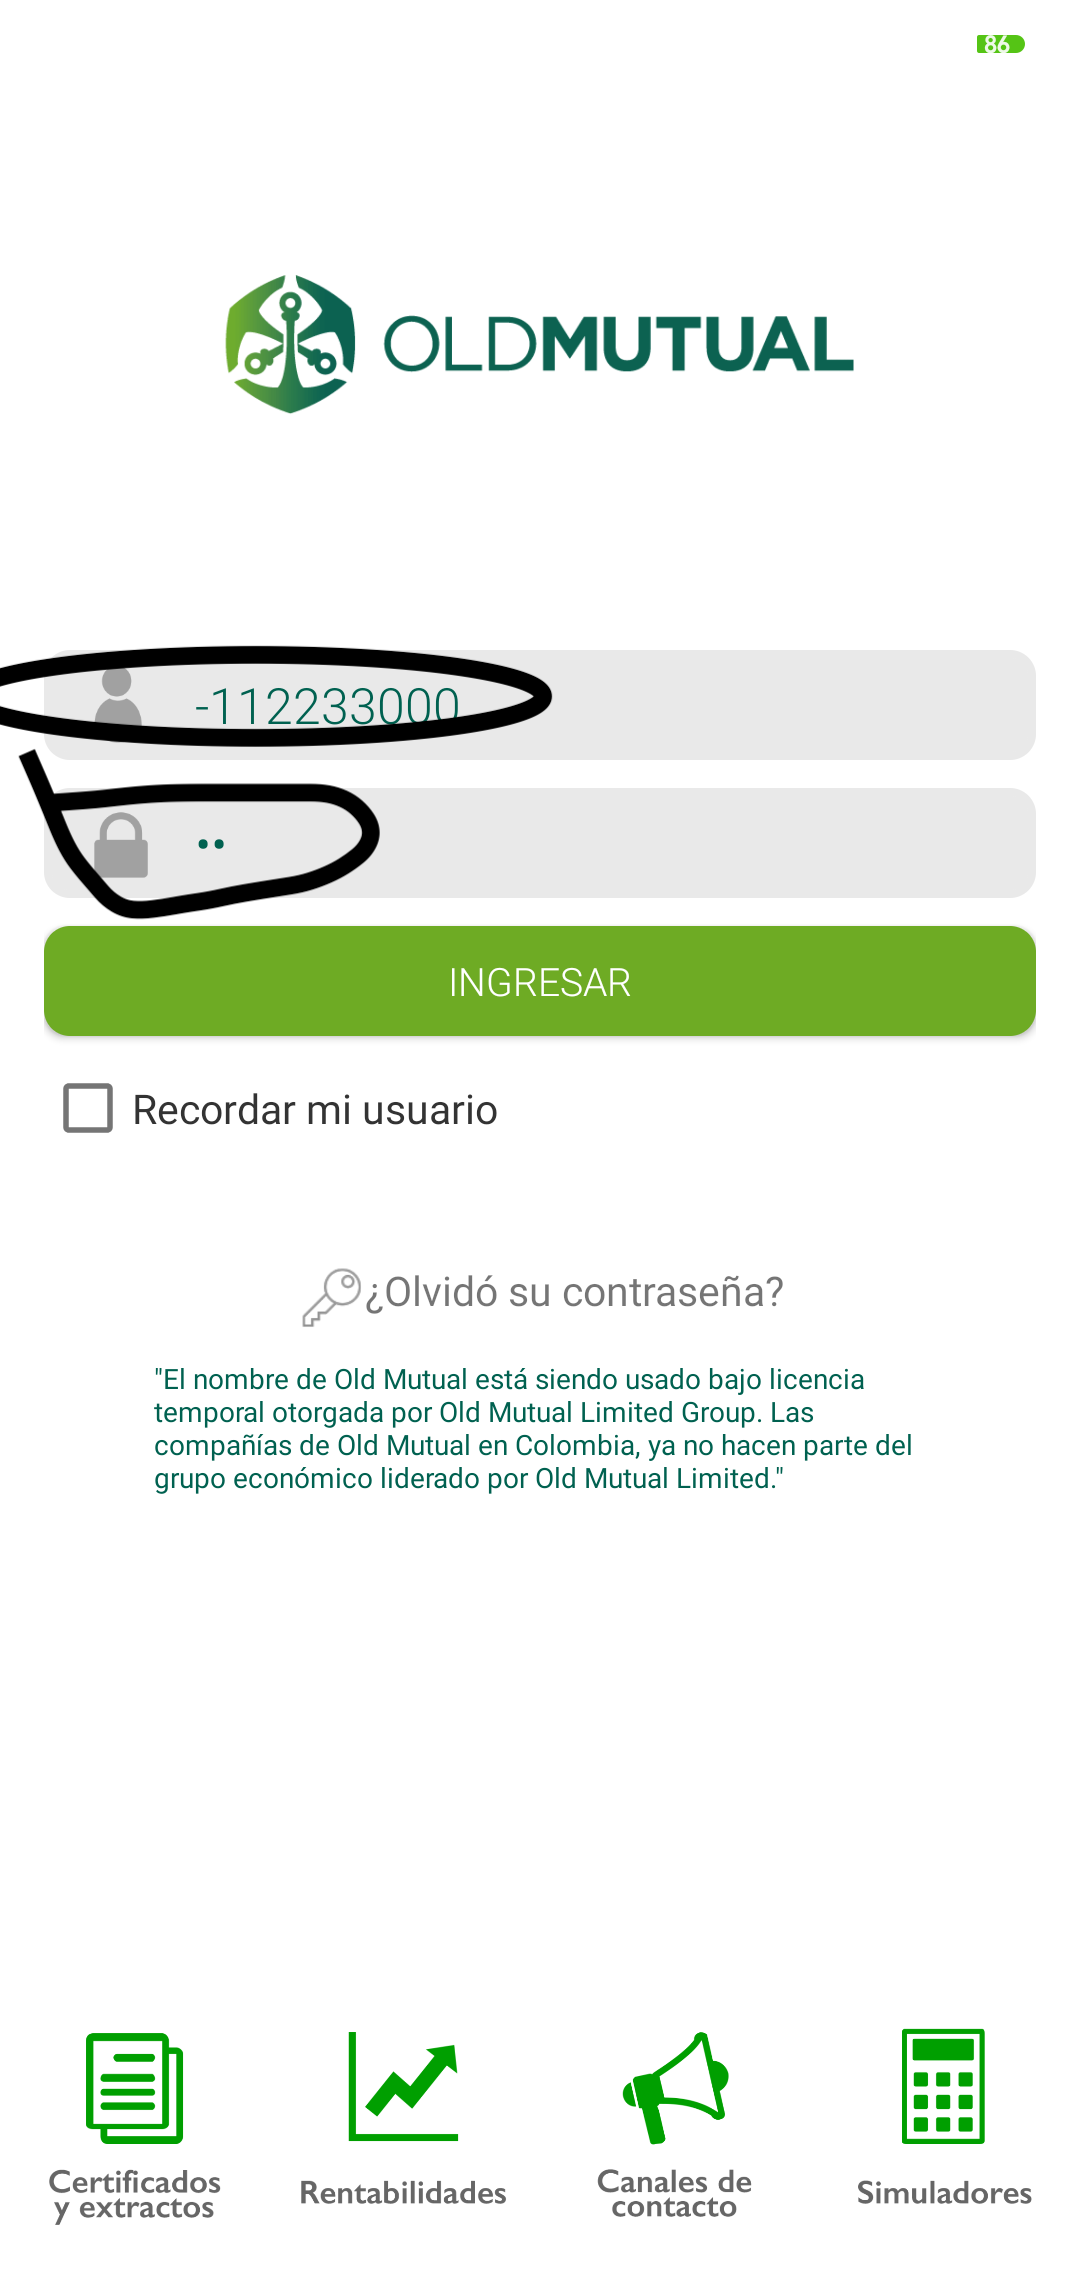 86
OLDMUTUAL
-112233000
••
INGRESAR
Recordar mi usuario
¿Olvidó su contraseña?
"El nombre de Old Mutual está siendo usado bajo licencia
temporal otorgada por Old Mutual Limited Group. Las
compañías de Old Mutual en Colombia, ya no hacen parte del
grupo económico liderado por Old Mutual Limited."
Certificados
y extractos
Rentabilidades
Canales de
contacto
Simuladores